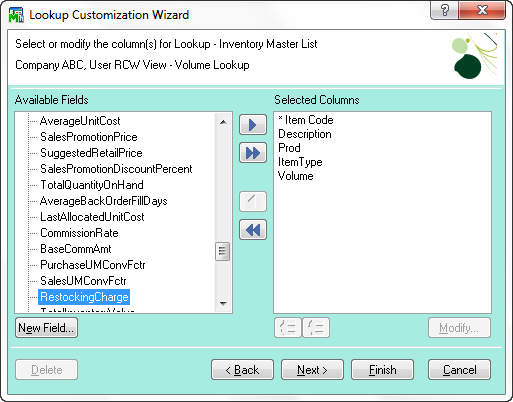 Lookup Customization Wizard
Select or modify the column(s) for Lookup - Inventory Master List
Company ABC, User RCW View - Volume Lookup
Available Fields
AverageUnitCost
SalesPromotionPrice
SuggestedRetailPrice
SalesPromotionDiscountPercent
TotalQuantityOnHand
AverageBackOrderFillDays
LastAllocatedUnitCost
CommissionRate
BaseCommAmt
PurchaseUMConvFctr
SalesUMConvFctr
RestockingCharge
TotalInventoryValue
New Field...
Selected Columns
* Item Code
Description
Prod
ItemType
Volume
Modify...
Delete
< Back
Next >
Finish
Cancel